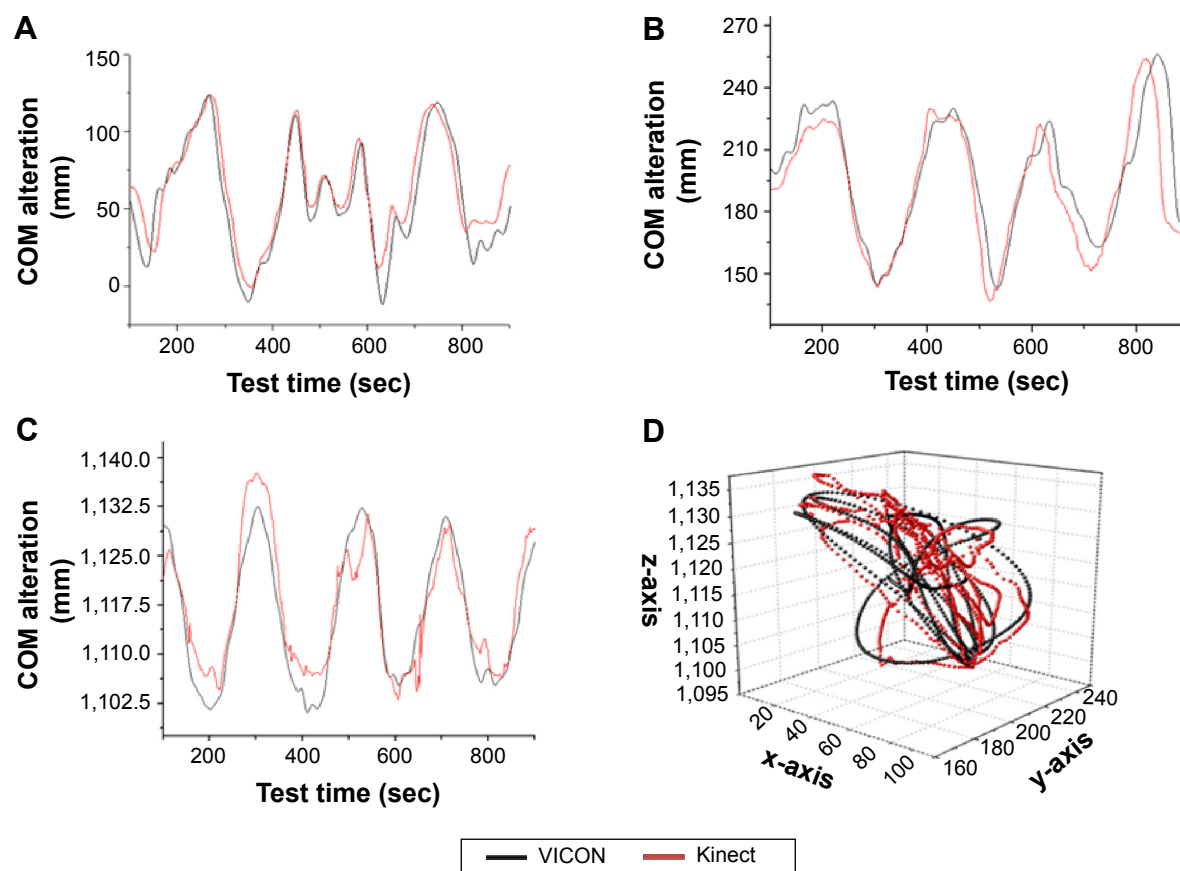 A
COM alteration
(mm)
150
100
50
0
200 400 600 800
Test time (sec)
B
COM alteration
(mm)
270
240
210
180
150
200 400 600 800
Test time (sec)
C
COM alteration
(mm)
1,140.0
1,132.5
1,125.0
1,117.5
1,110.0
1,102.5
200 400 600 800
Test time (sec)
D
z-axis
1,135
1,130
1,125
1,120
1,115
1,110
1,105
1,100
1,095
20 40 60 80 100
x-axis
160 180 200 220 240
y-axis
VICON Kinect